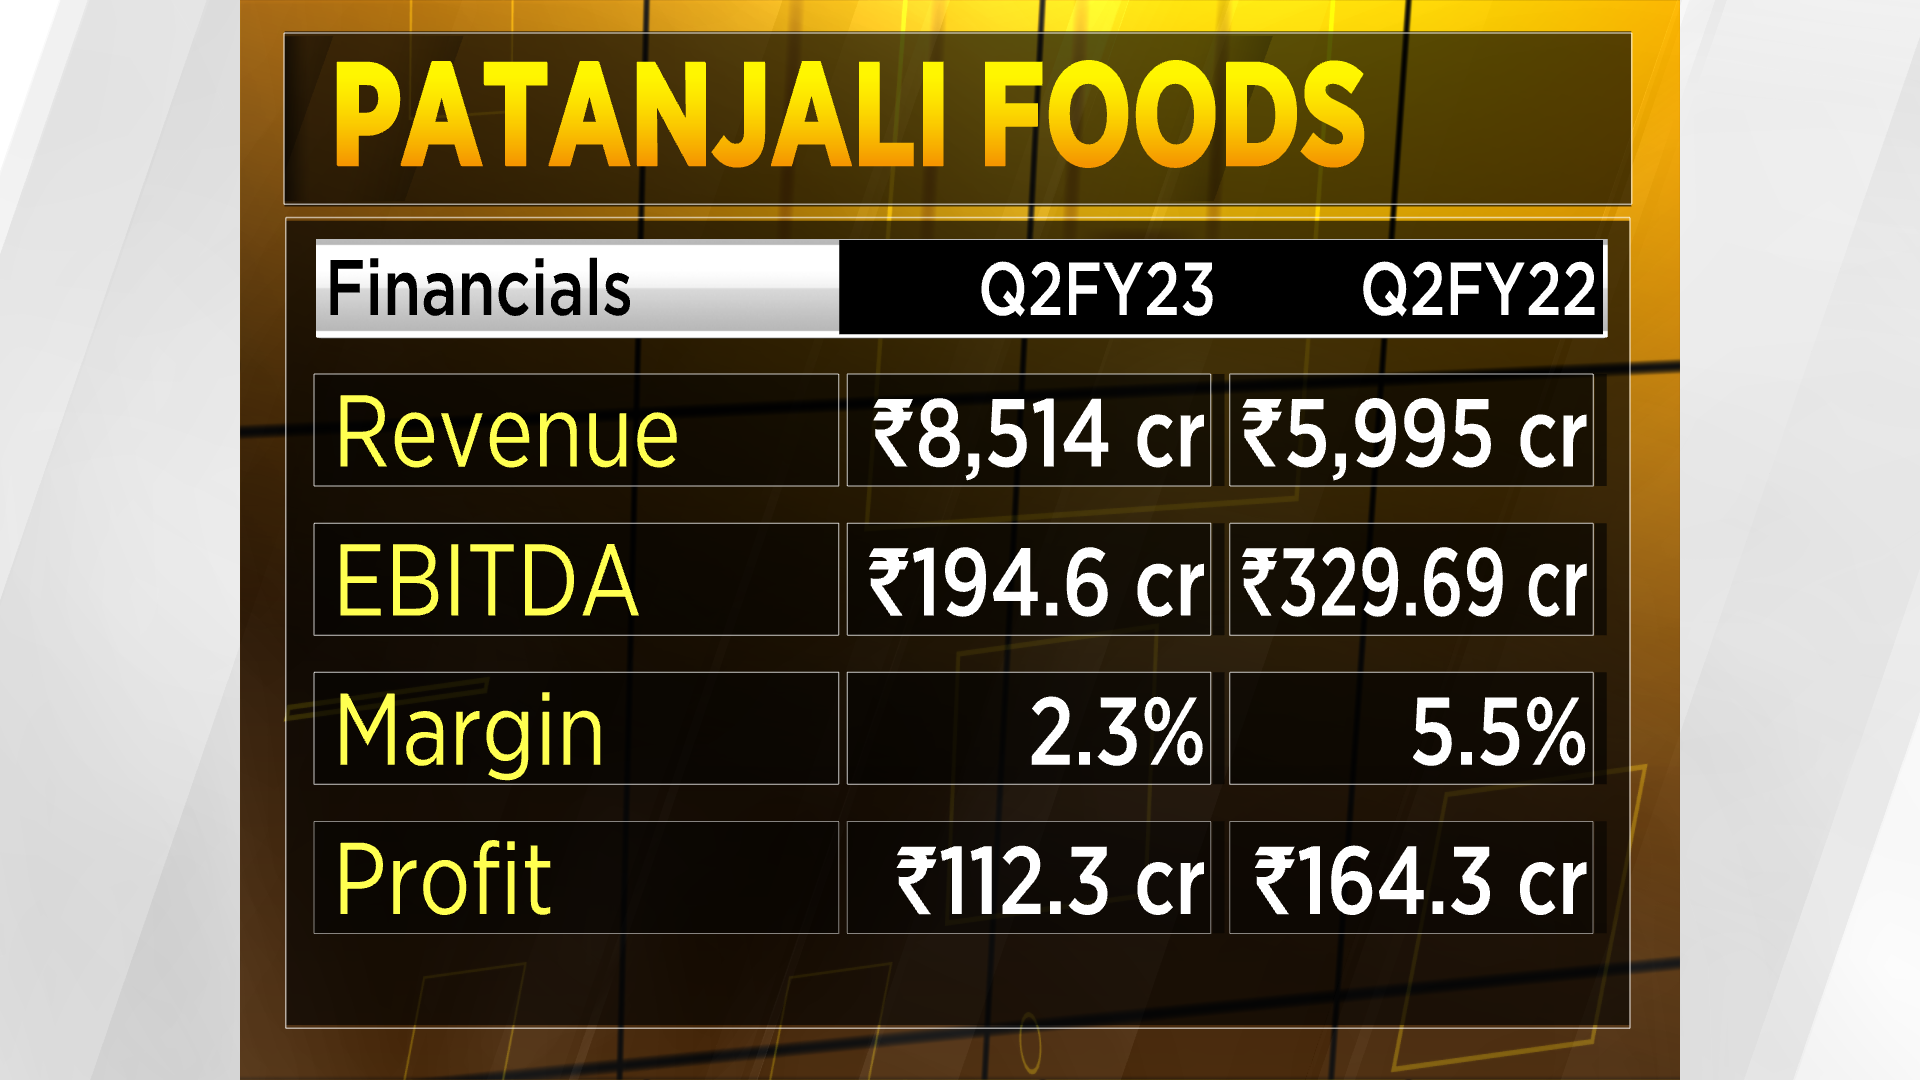 PATANJALI FOODS
Financials Q2FY23 Q2FY22
Revenue ₹8,514 cr ₹5,995 cr
EBITDA ₹194.6 cr ₹329.69 cr
Margin 2.3% 5.5%
Profit ₹112.3 cr ₹164.3 cr